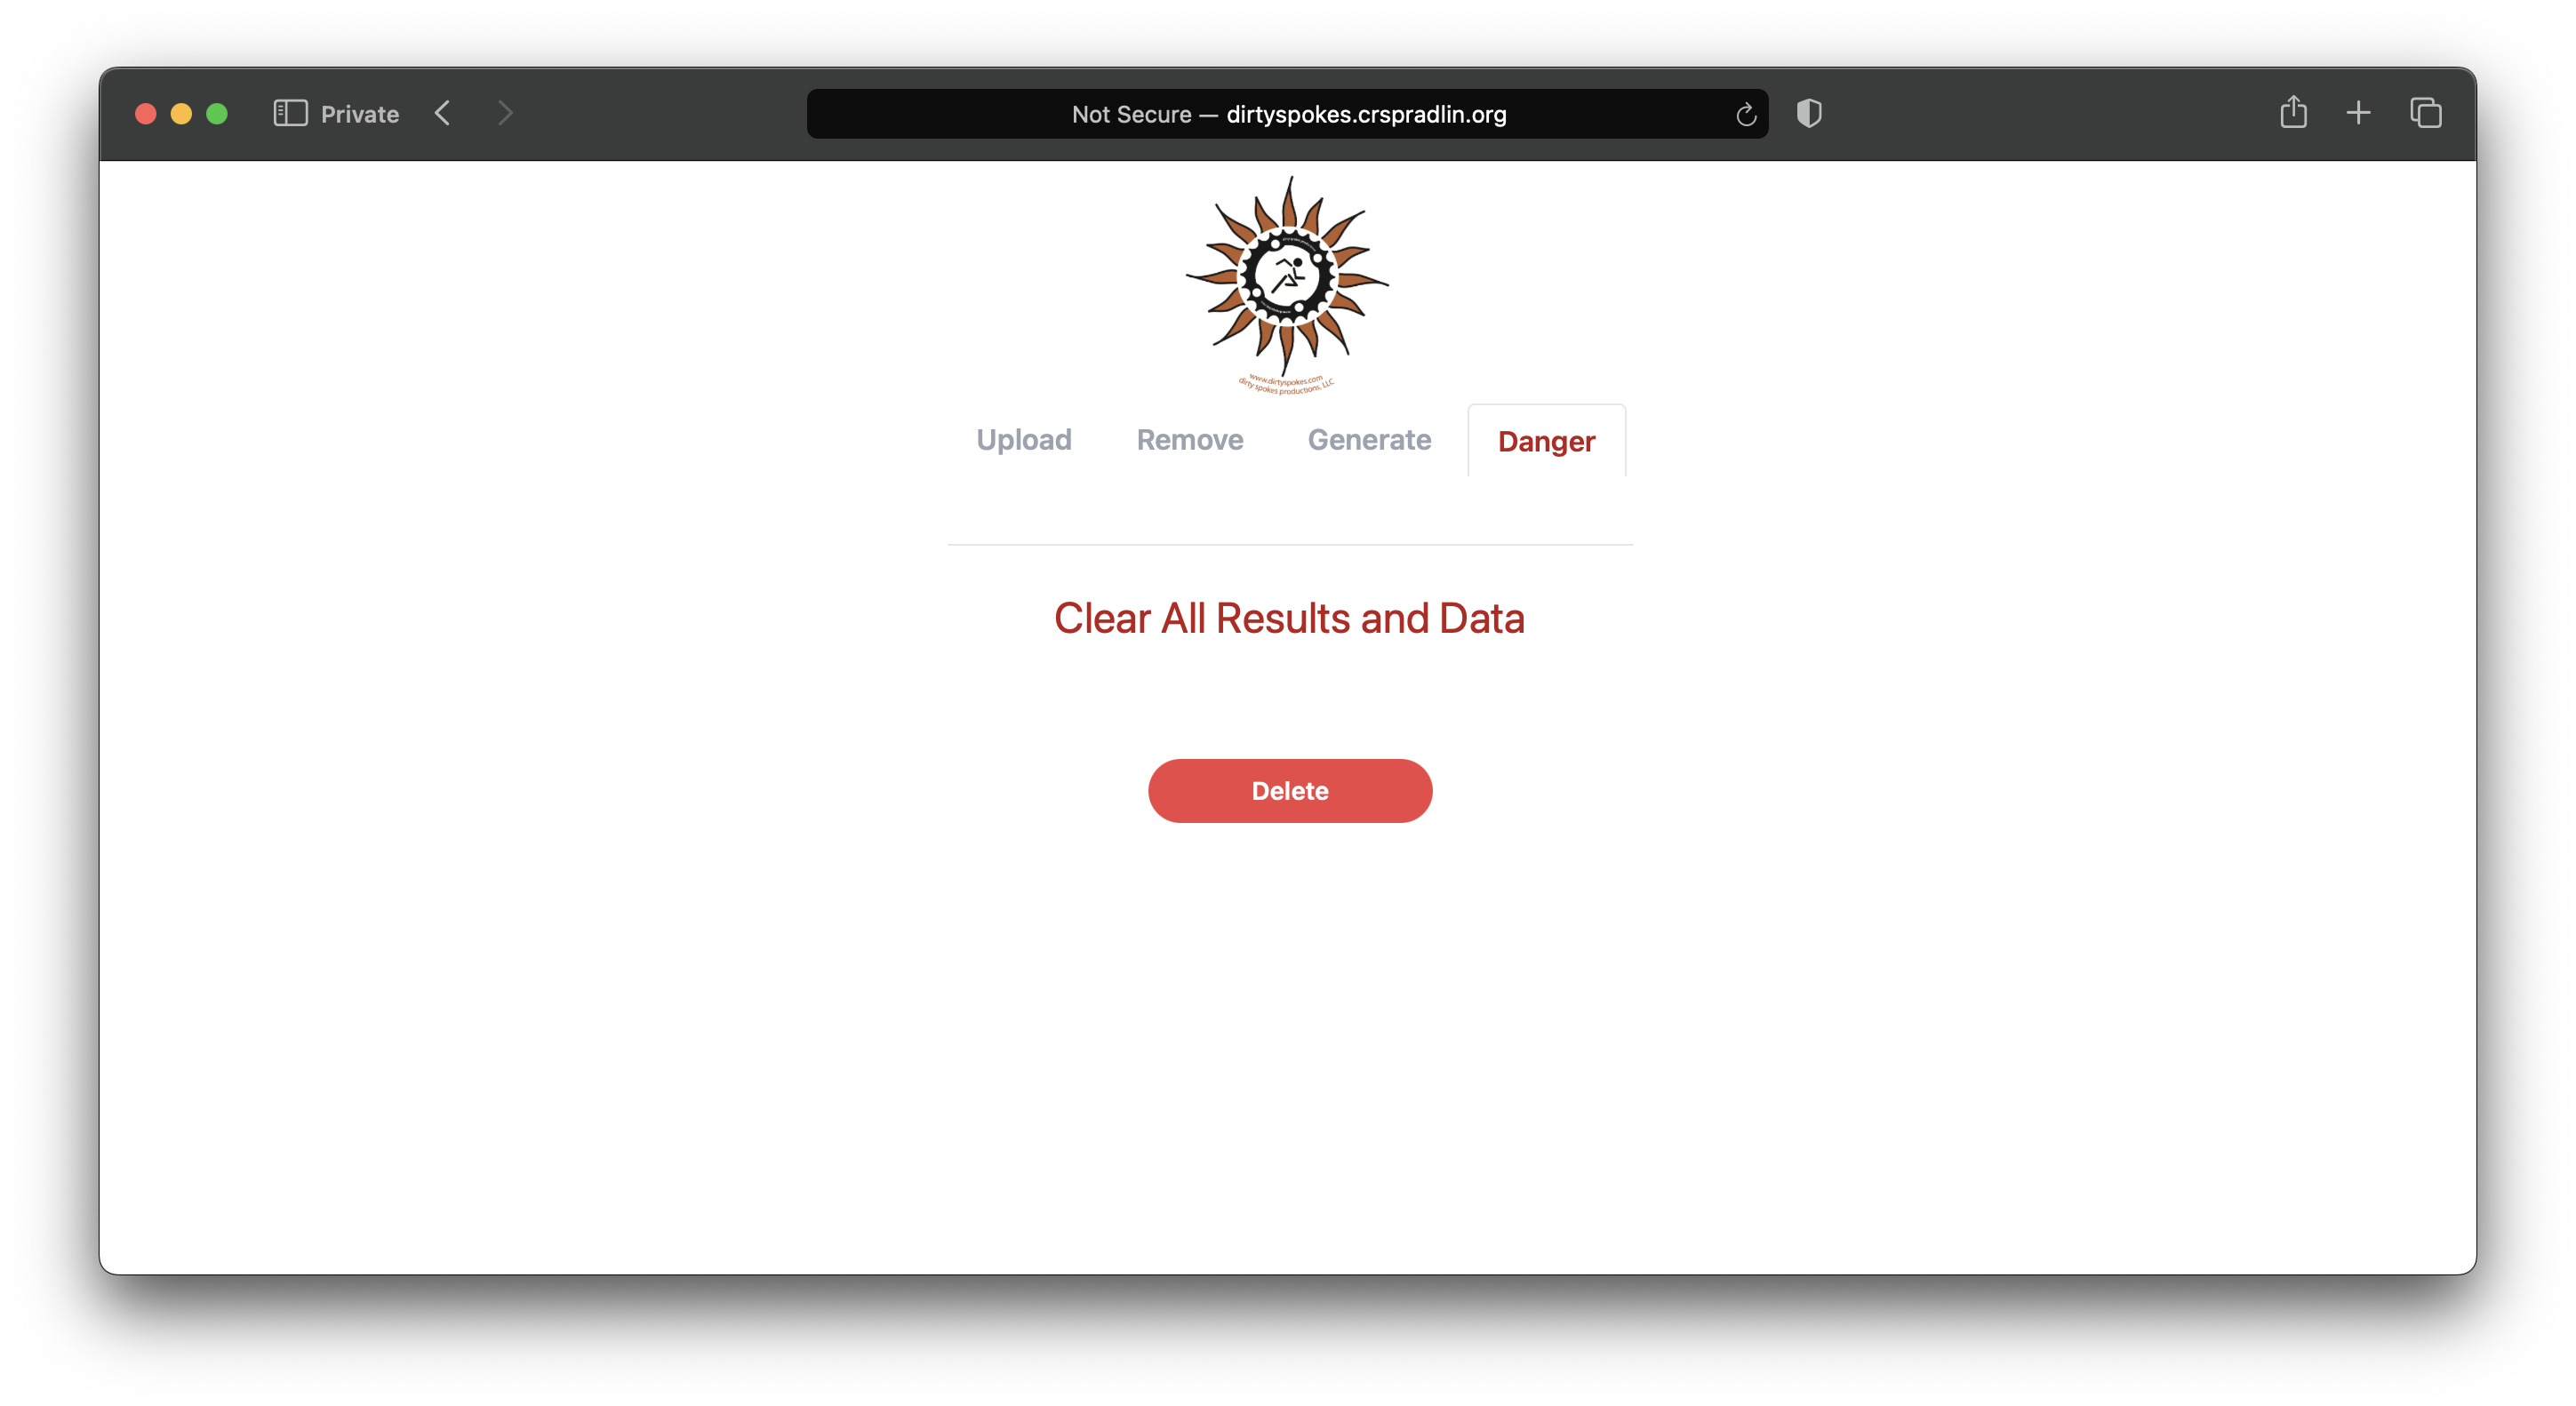 Private
Not Secure — dirtyspokes.crspradlin.org
www.dirtyspokes.com
dirty spokes productions, LLC
Upload Remove Generate Danger
Clear All Results and Data
Delete